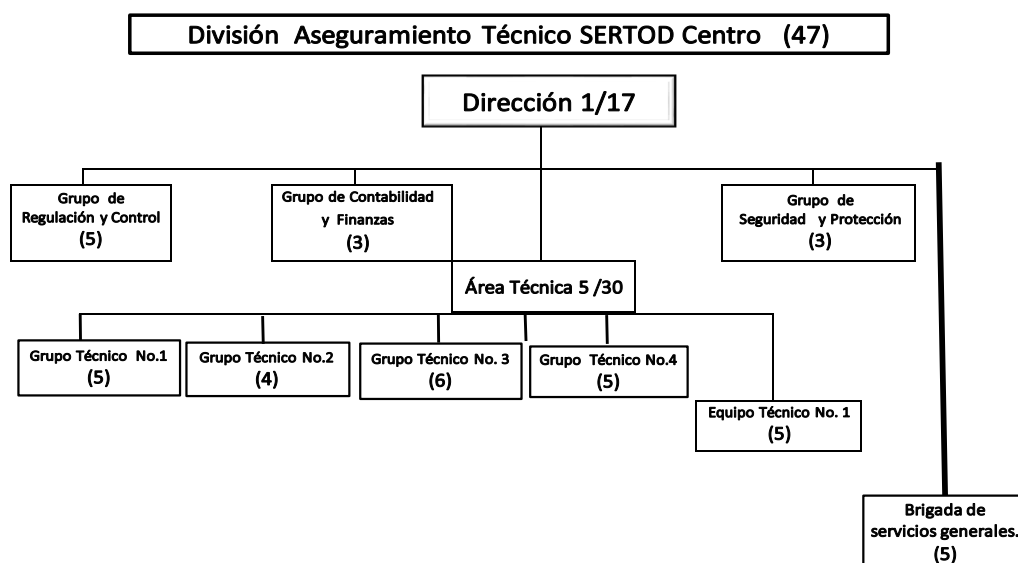 División Aseguramiento Técnico SERTOD Centro (47)
Dirección 1/17
Grupo de
Regulación y Control
(5)
Grupo de Contabilidad
y Finanzas
(3)
Grupo de
Seguridad y Protección
(3)
Área Técnica 5 /30
Grupo Técnico No.1
(5)
Grupo Técnico No.2
(4)
Grupo Técnico No. 3
(6)
Grupo Técnico No.4
(5)
Equipo Técnico No. 1
(5)
Brigada de
servicios generales.
(5)